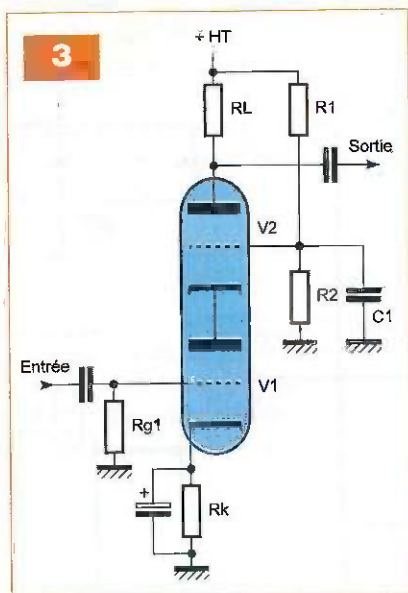 3
+ HT
RL
R1
Sortie
V2
R2
C1
Entrée
V1
Rg1
+
Rk